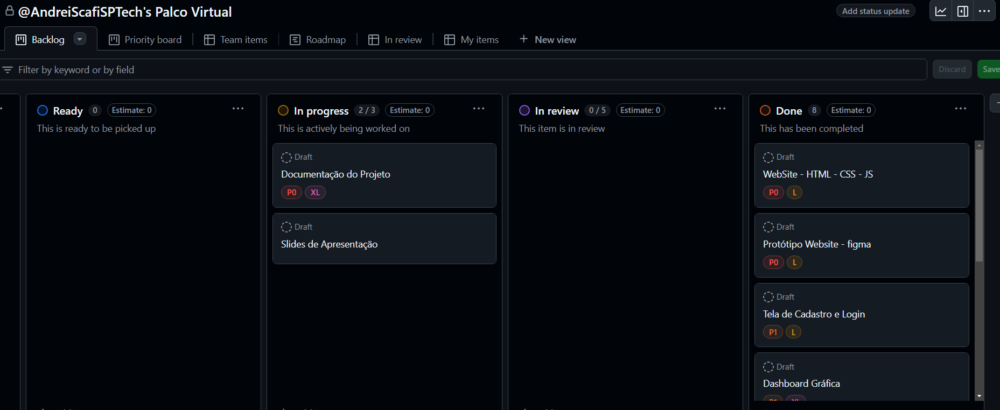 @AndreiScafiSPTech's Palco Virtual
Add status update
Backlog
Priority board
Team items
Roadmap
In review
My items
New view
Filter by keyword or by field
Discard
Save
Ready 0 Estimate: 0
This is ready to be picked up
In progress 2 / 3 Estimate: 0
This is actively being worked on
Draft
Documentação do Projeto
P0 XL
Draft
Slides de Apresentação
In review 0 / 5 Estimate: 0
This item is in review
Done 8 Estimate: 0
This has been completed
Draft
WebSite - HTML - CSS - JS
P0 L
Draft
Protótipo Website - figma
P0 L
Draft
Tela de Cadastro e Login
P1 L
Draft
Dashboard Gráfica
P1 XL